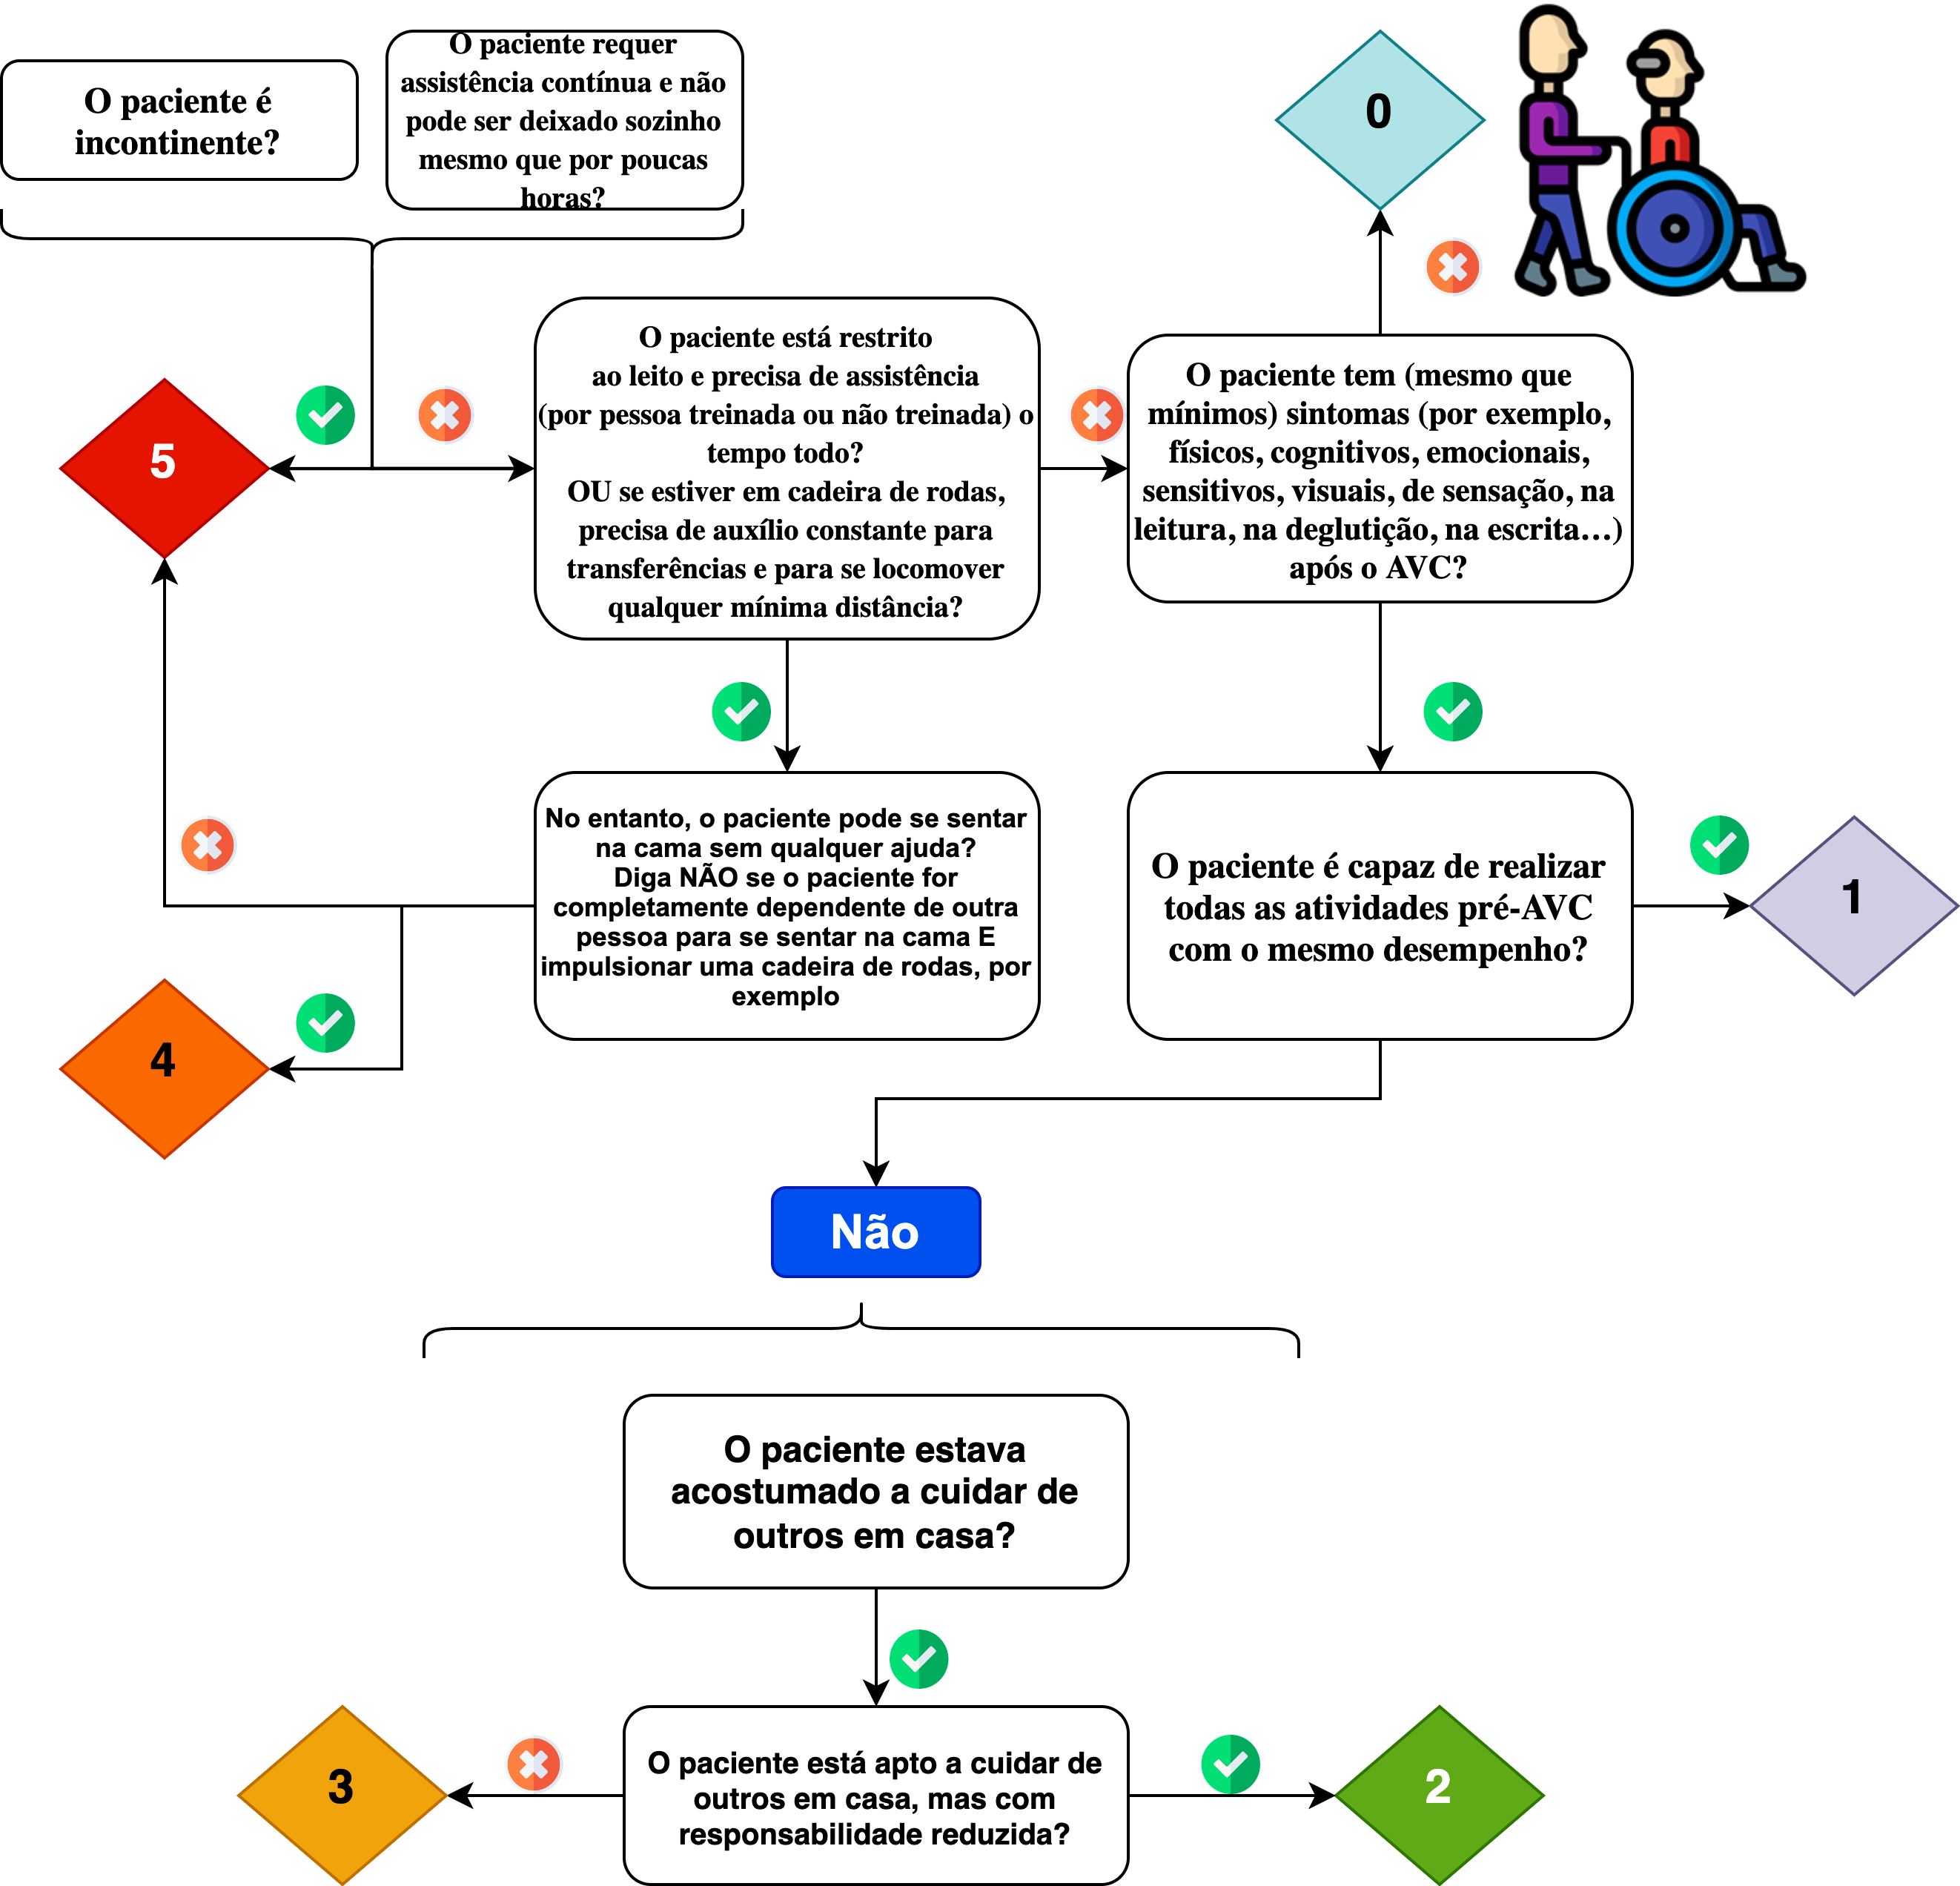 O paciente é
incontinente?
O paciente requer
assistência contínua e não
pode ser deixado sozinho
mesmo que por poucas
horas?
0
5
O paciente está restrito
ao leito e precisa de assistência
(por pessoa treinada ou não treinada) o
tempo todo?
OU se estiver em cadeira de rodas,
precisa de auxílio constante para
transferências e para se locomover
qualquer mínima distância?
O paciente tem (mesmo que
mínimos) sintomas (por exemplo,
físicos, cognitivos, emocionais,
sensitivos, visuais, de sensação, na
leitura, na deglutição, na escrita...)
após o AVC?
No entanto, o paciente pode se sentar
na cama sem qualquer ajuda?
Diga NÃO se o paciente for
completamente dependente de outra
pessoa para se sentar na cama E
impulsionar uma cadeira de rodas, por
exemplo
O paciente é capaz de realizar
todas as atividades pré-AVC
com o mesmo desempenho?
1
4
Não
O paciente estava
acostumado a cuidar de
outros em casa?
3
O paciente está apto a cuidar de
outros em casa, mas com
responsabilidade reduzida?
2